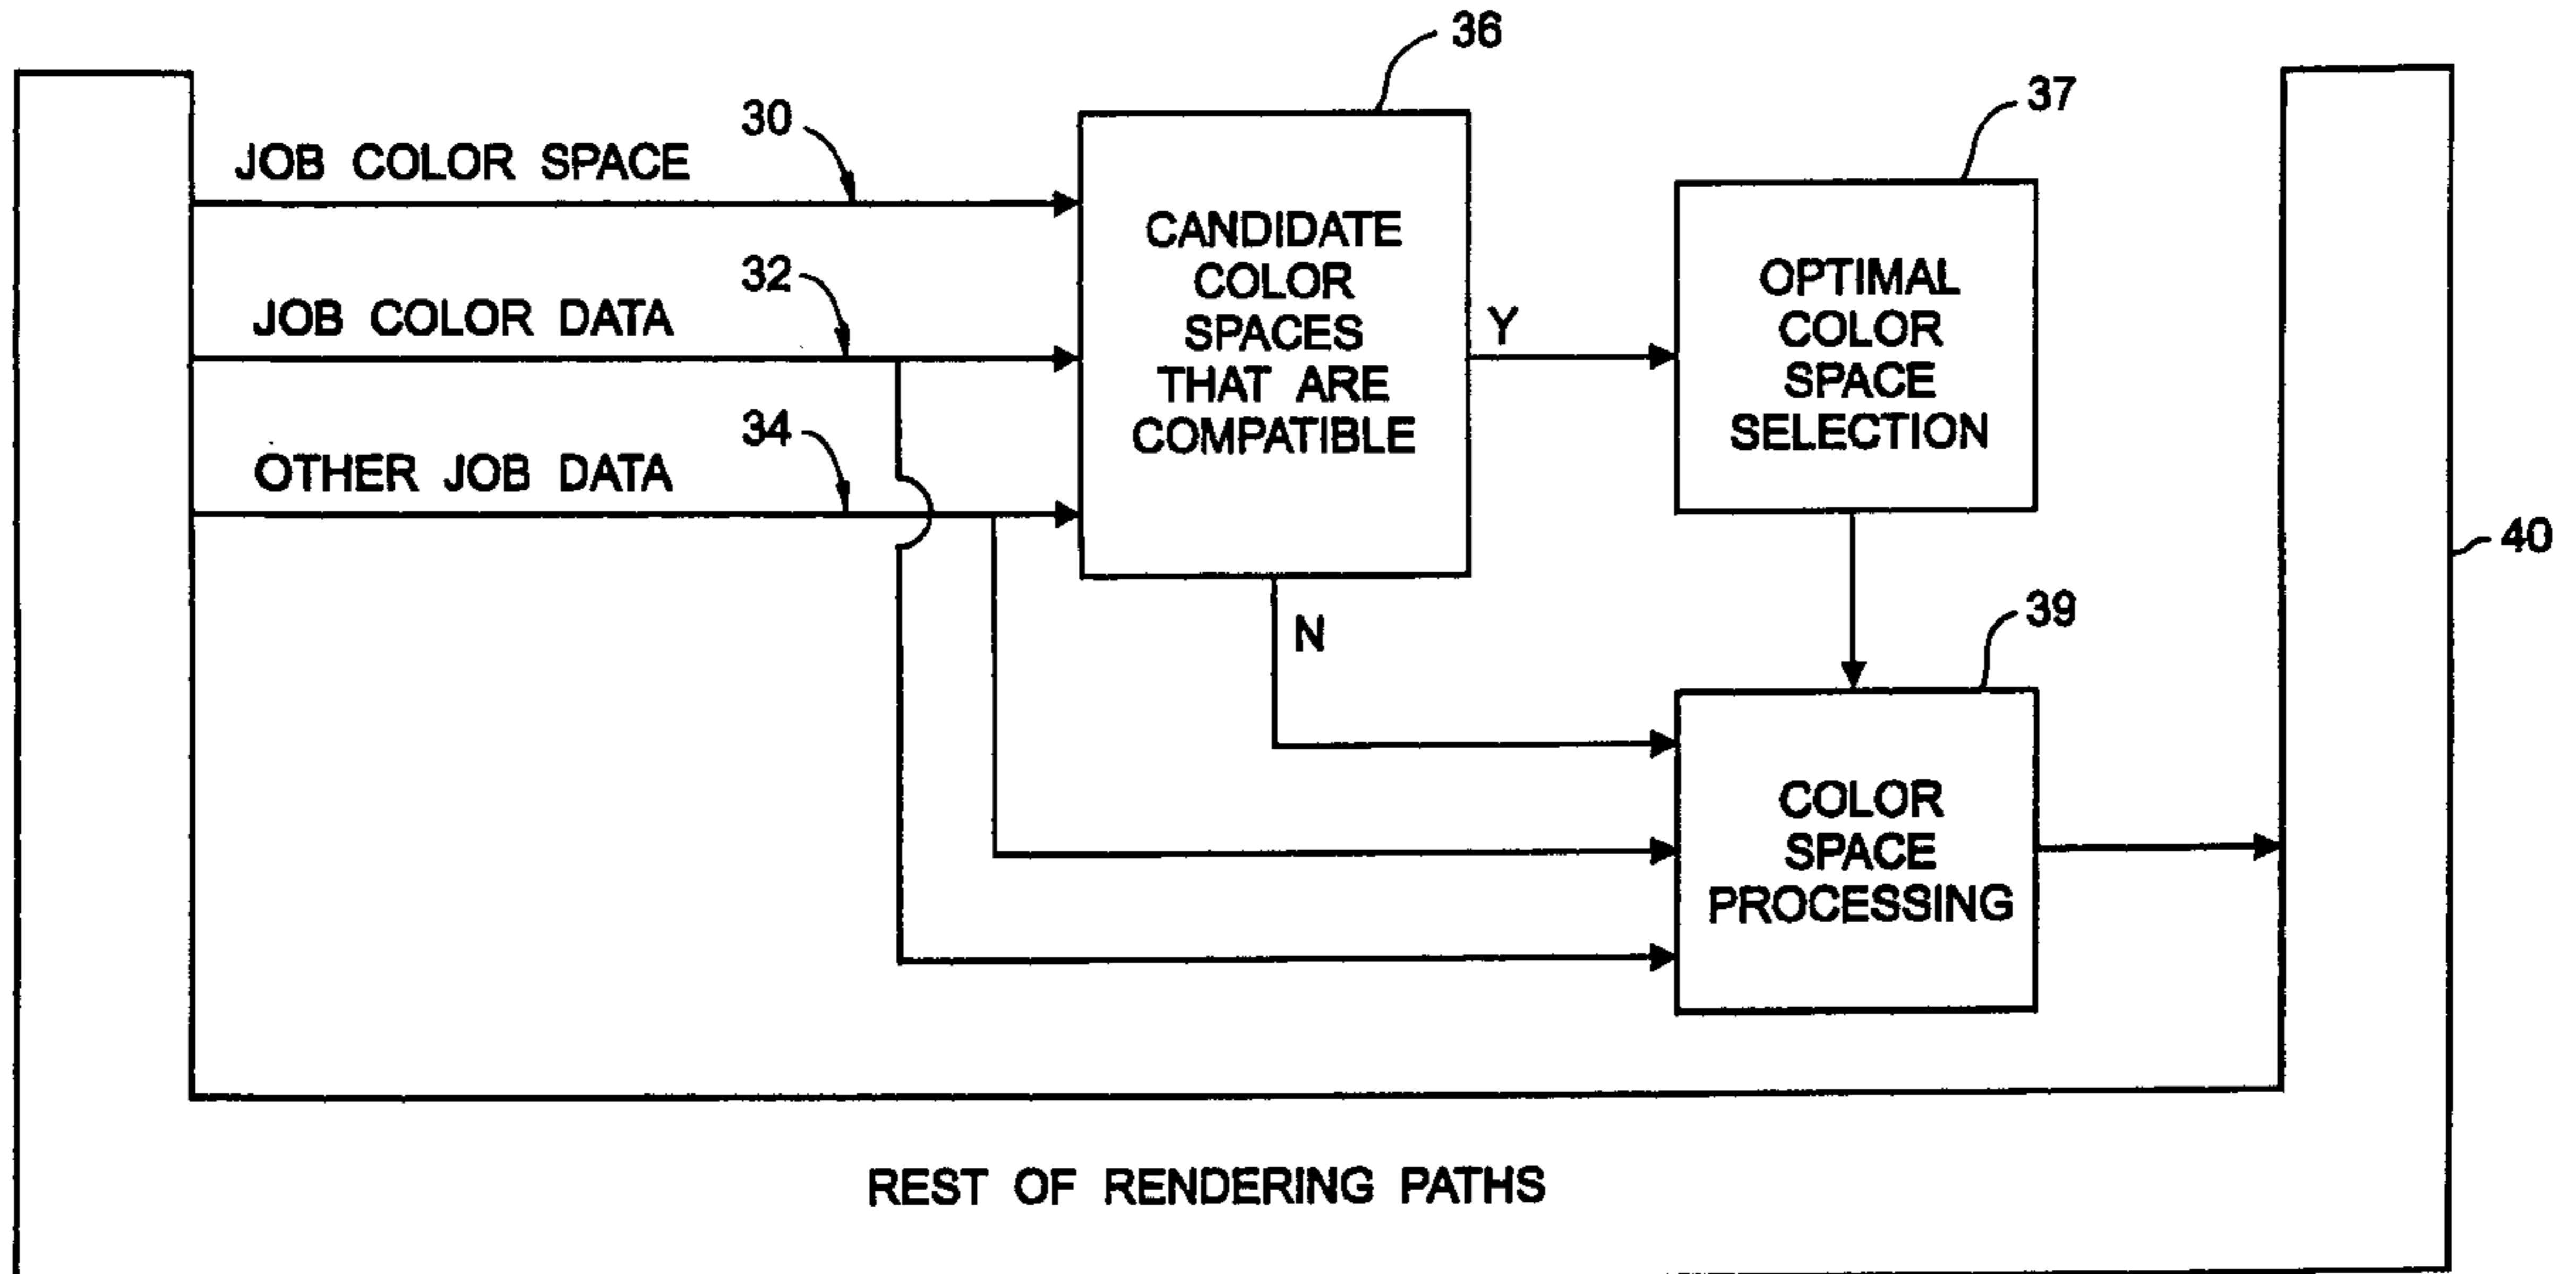 36
37
30
JOB COLOR SPACE
32
JOB COLOR DATA
34
OTHER JOB DATA
CANDIDATE
COLOR
SPACES
THAT ARE
COMPATIBLE
Y
N
OPTIMAL
COLOR
SPACE
SELECTION
40
39
COLOR
SPACE
PROCESSING
REST OF RENDERING PATHS